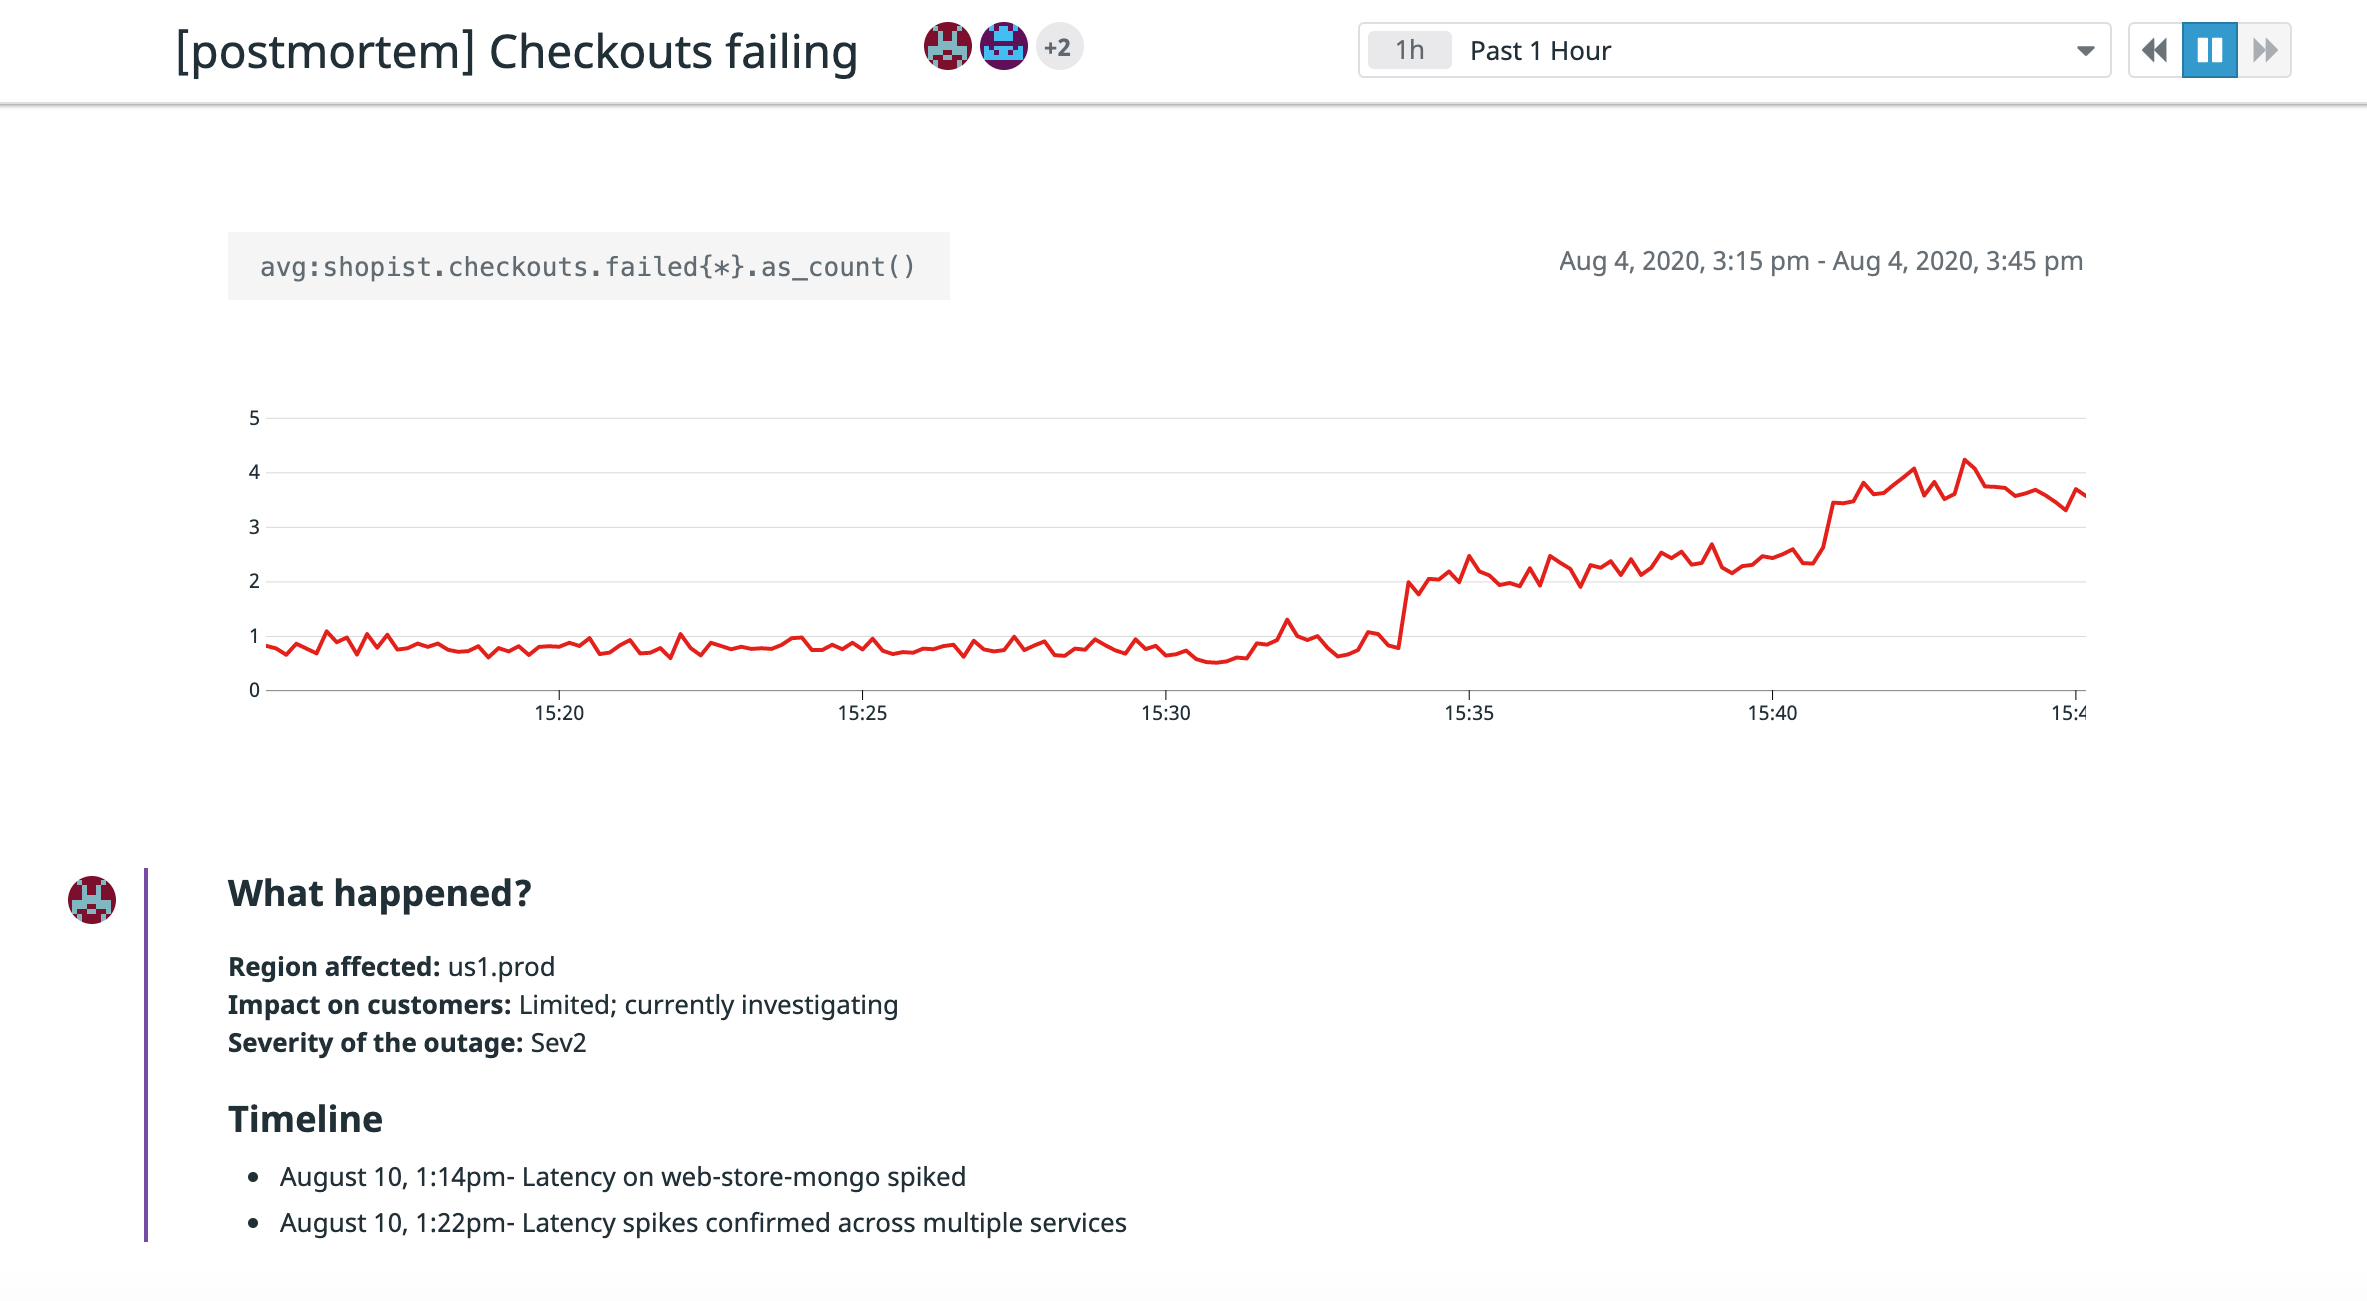 [postmortem] Checkouts failing
+2
1h Past 1 Hour
avg:shopist.checkouts.failed{*}.as_count()
Aug 4, 2020, 3:15 pm - Aug 4, 2020, 3:45 pm
5
4
3
2
1
0
15:20 15:25 15:30 15:35 15:40 15:4
What happened?
Region affected: us1.prod
Impact on customers: Limited; currently investigating
Severity of the outage: Sev2
Timeline
• August 10, 1:14pm- Latency on web-store-mongo spiked
• August 10, 1:22pm- Latency spikes confirmed across multiple services